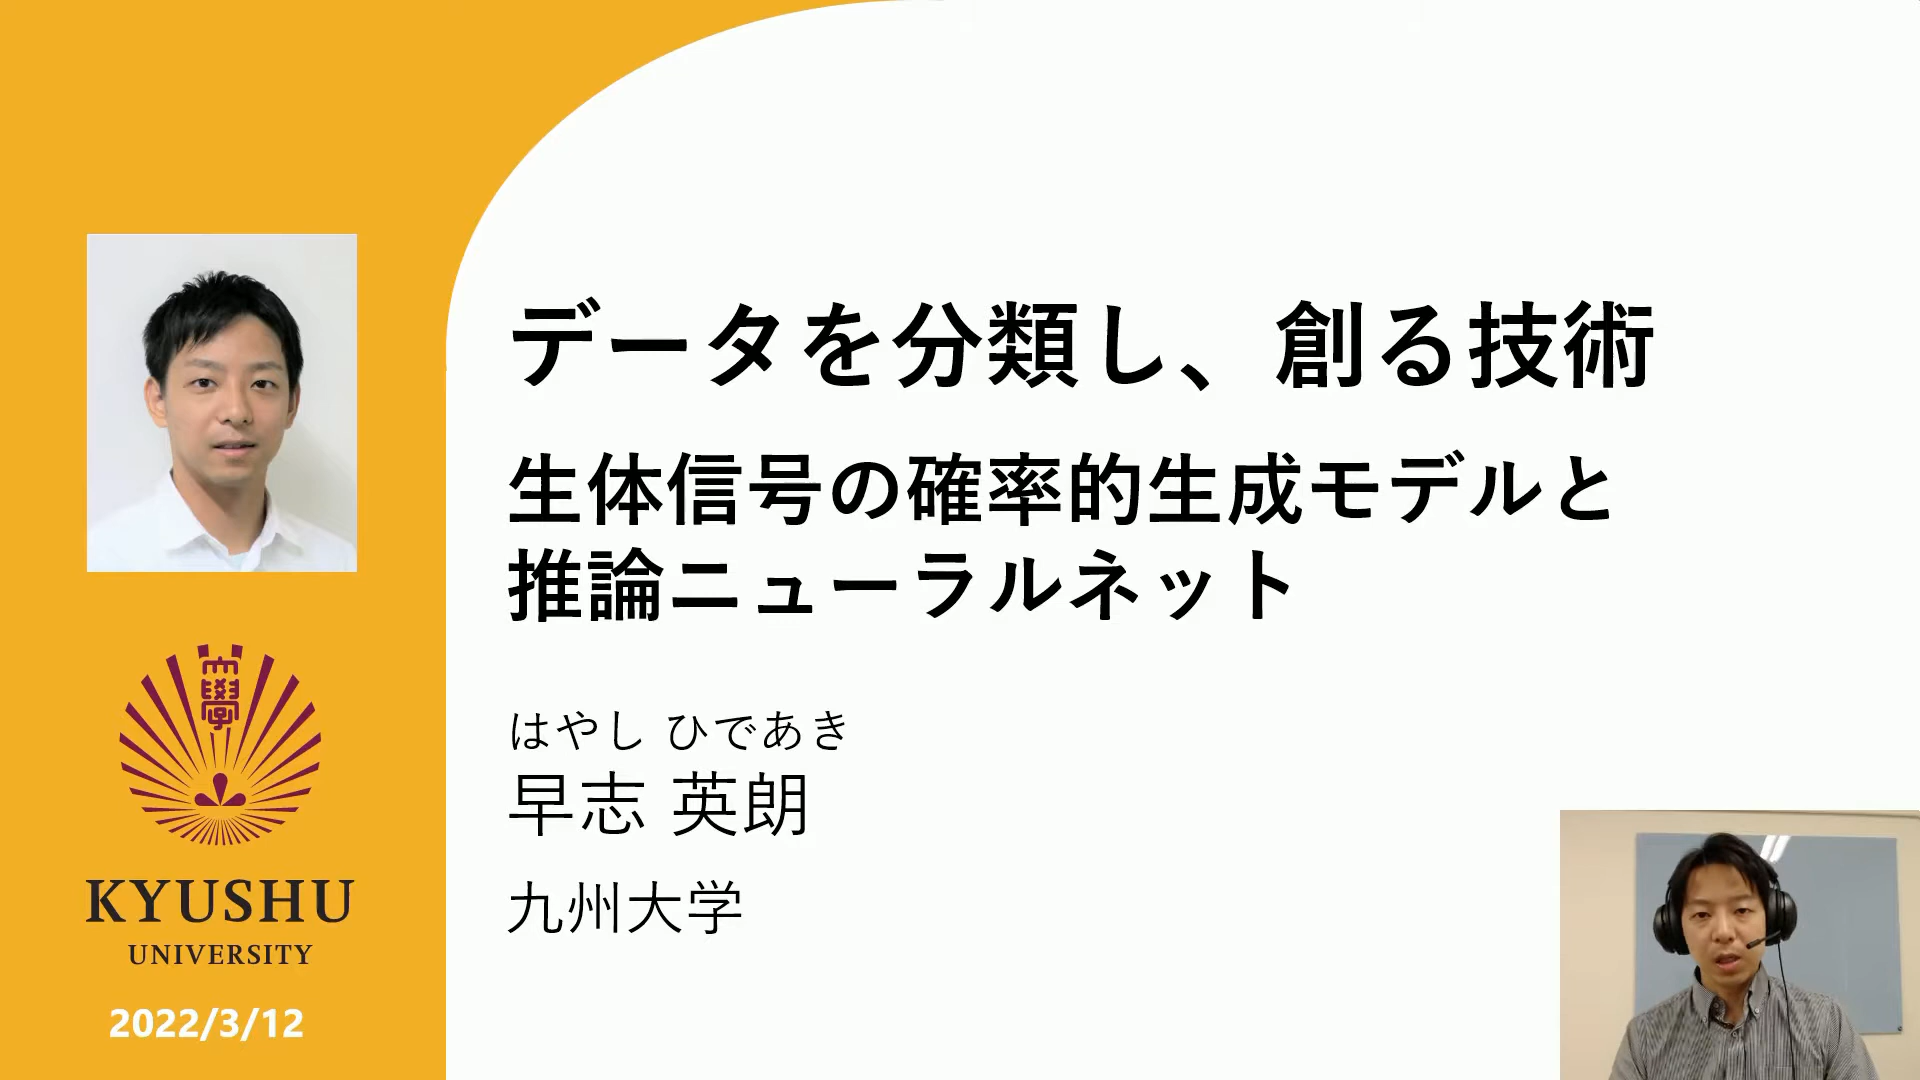 データを分類し、創る技術
生体信号の確率的生成モデルと
推論ニューラルネット
はやし ひであき
早志 英朗
九州大学
大學
KYUSHU
UNIVERSITY
2022/3/12